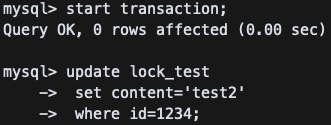 mysql> start transaction;
Query OK, 0 rows affected (0.00 sec)
mysql> update lock_test
-> set content='test2'
-> where id=1234;